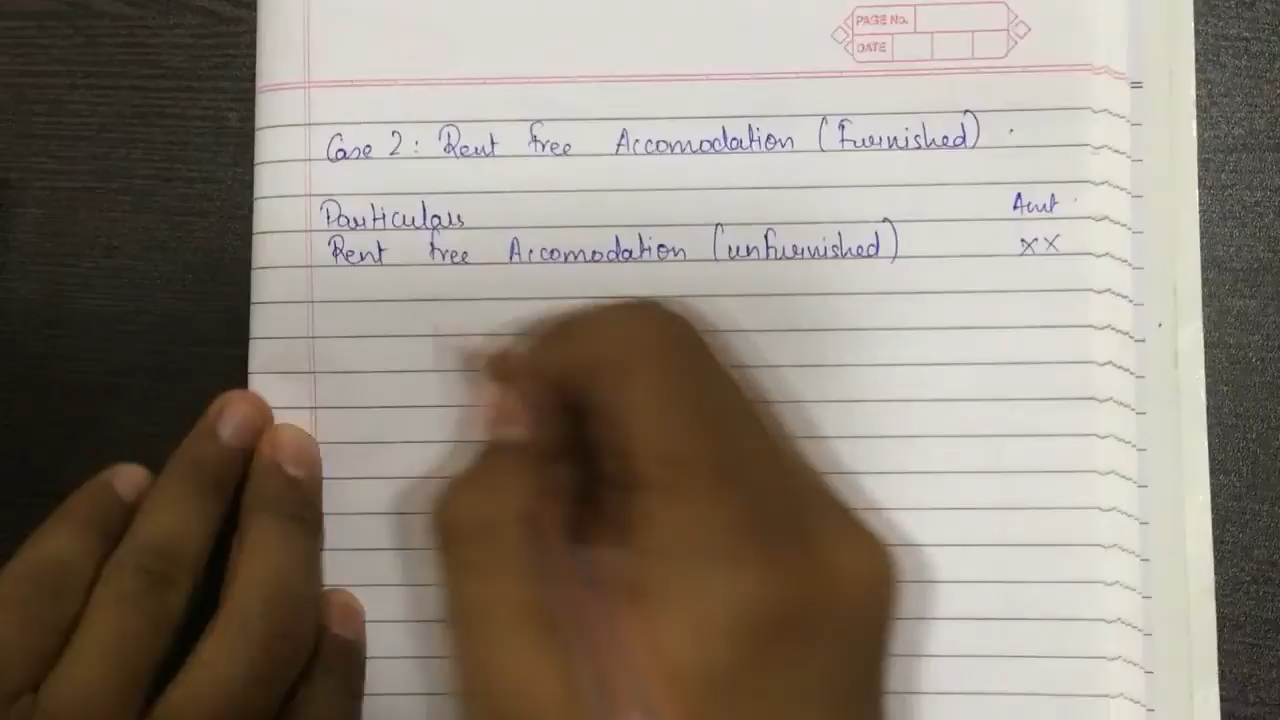 PAGE No.
DATE
Case 2: Rent free Accomodation (Furnished)
Particulars Amt
Rent free Accomodation (unfurnished) xx